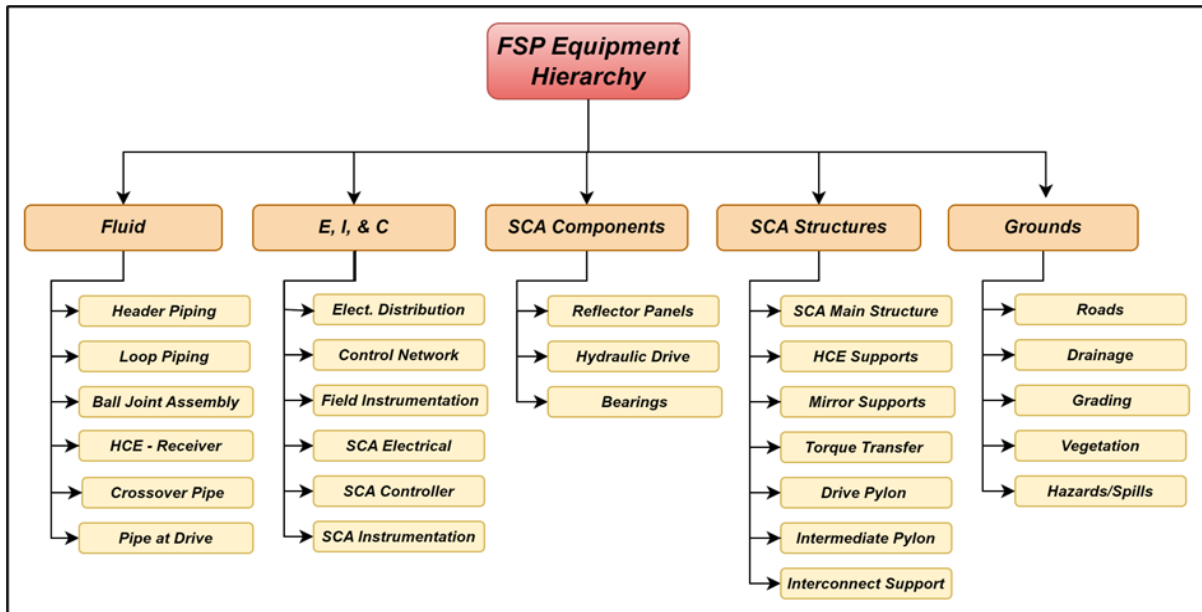 FSP Equipment
Hierarchy
Fluid
E, I, & C
SCA Components
SCA Structures
Grounds
Header Piping
Loop Piping
Ball Joint Assembly
HCE - Receiver
Crossover Pipe
Pipe at Drive
Elect. Distribution
Control Network
Field Instrumentation
SCA Electrical
SCA Controller
SCA Instrumentation
Reflector Panels
Hydraulic Drive
Bearings
SCA Main Structure
HCE Supports
Mirror Supports
Torque Transfer
Drive Pylon
Intermediate Pylon
Interconnect Support
Roads
Drainage
Grading
Vegetation
Hazards/Spills